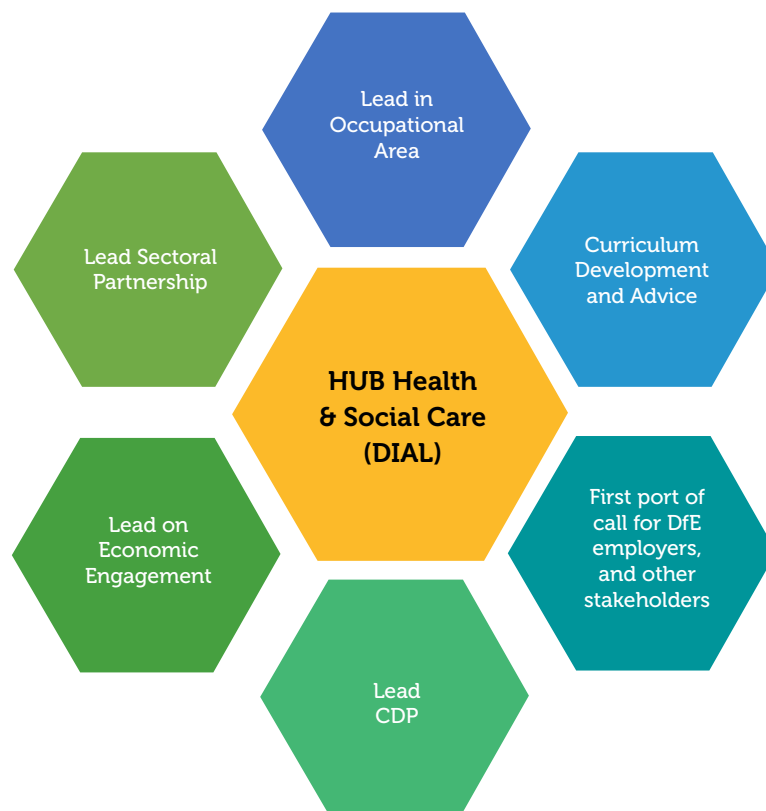 Lead in
Occupational
Area
Lead Sectoral
Partnership
Curriculum
Development
and Advice
HUB Health
& Social Care
(DIAL)
Lead on
Economic
Engagement
First port of
call for DfE
employers,
and other
stakeholders
Lead
CDP